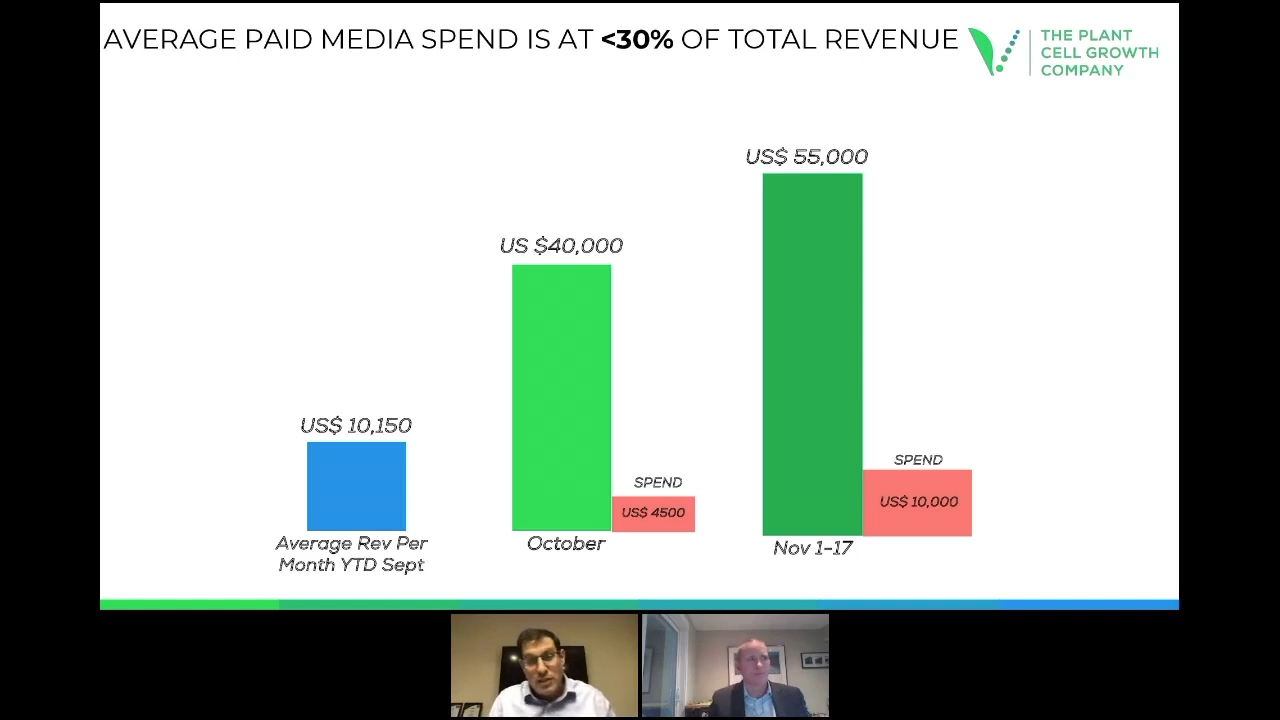 AVERAGE PAID MEDIA SPEND IS AT <30% OF TOTAL REVENUE
THE PLANT
CELL GROWTH
COMPANY
US$ 55,000
US $40,000
US$ 10,150
SPEND
SPEND
US$ 4500
US$ 10,000
Average Rev Per
Month YTD Sept
October
Nov 1-17